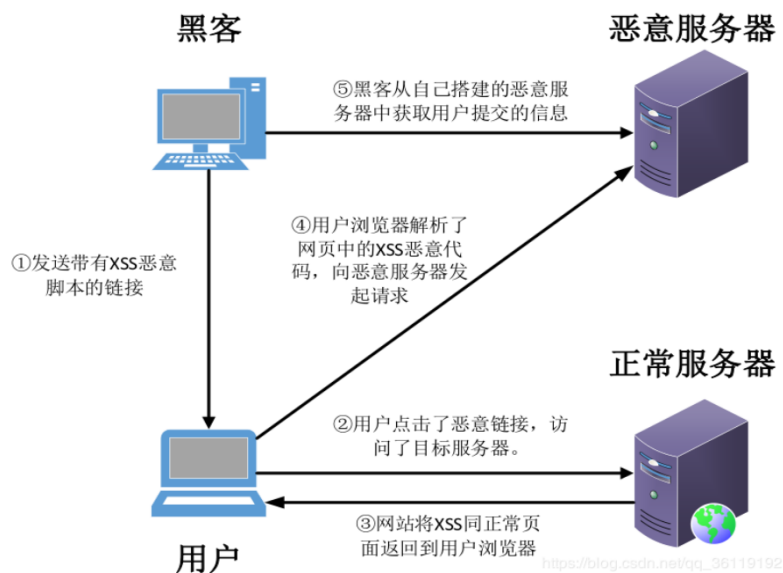 黑客
恶意服务器
⑤黑客从自己搭建的恶意服
务器中获取用户提交的信息
④用户浏览器解析了
网页中的XSS恶意代
码，向恶意服务器发
起请求
①发送带有XSS恶意
脚本的链接
正常服务器
②用户点击了恶意链接，访
问了目标服务器。
③网站将XSS同正常页
面返回到用户浏览器
用户
https://blog.csdn.net/qq_36119192